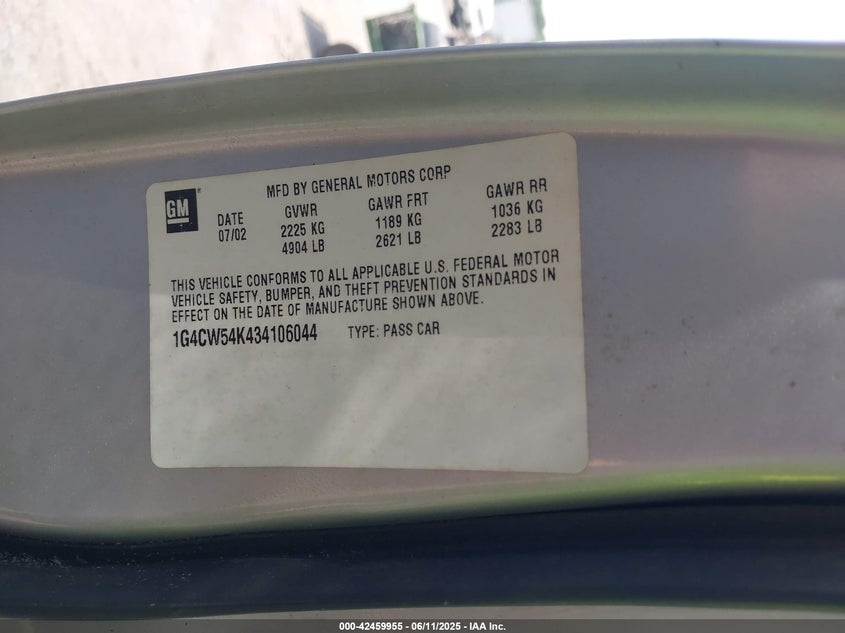 GM ®
MFD BY GENERAL MOTORS CORP
DATE GVWR GAWR FRT GAWR RR
07/02 2225 KG 1189 KG 1036 KG
4904 LB 2621 LB 2283 LB
THIS VEHICLE CONFORMS TO ALL APPLICABLE U.S. FEDERAL MOTOR
VEHICLE SAFETY, BUMPER, AND THEFT PREVENTION STANDARDS IN
EFFECT ON THE DATE OF MANUFACTURE SHOWN ABOVE.
1G4CW54K434106044 TYPE: PASS CAR
000-42459955 - 06/11/2025 - IAA Inc.